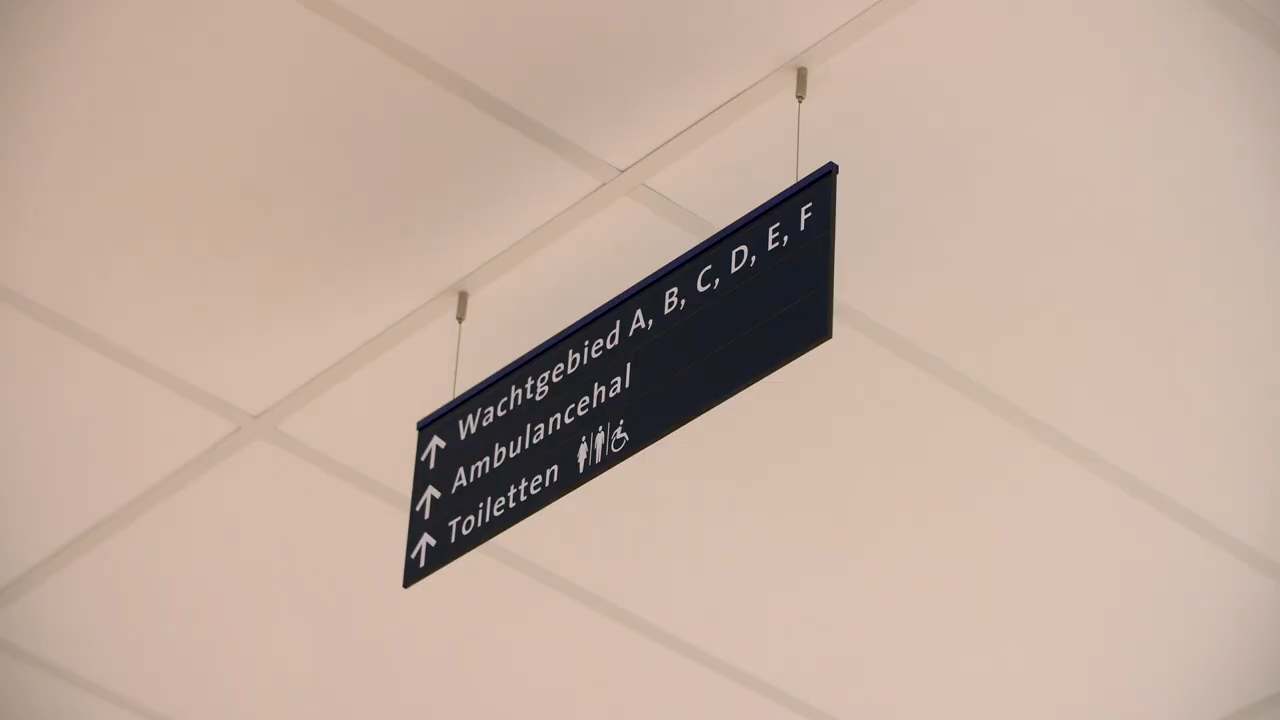 ↑ Wachtgebied A, B, C, D, E, F
↑ Ambulancehal
↑ Toiletten